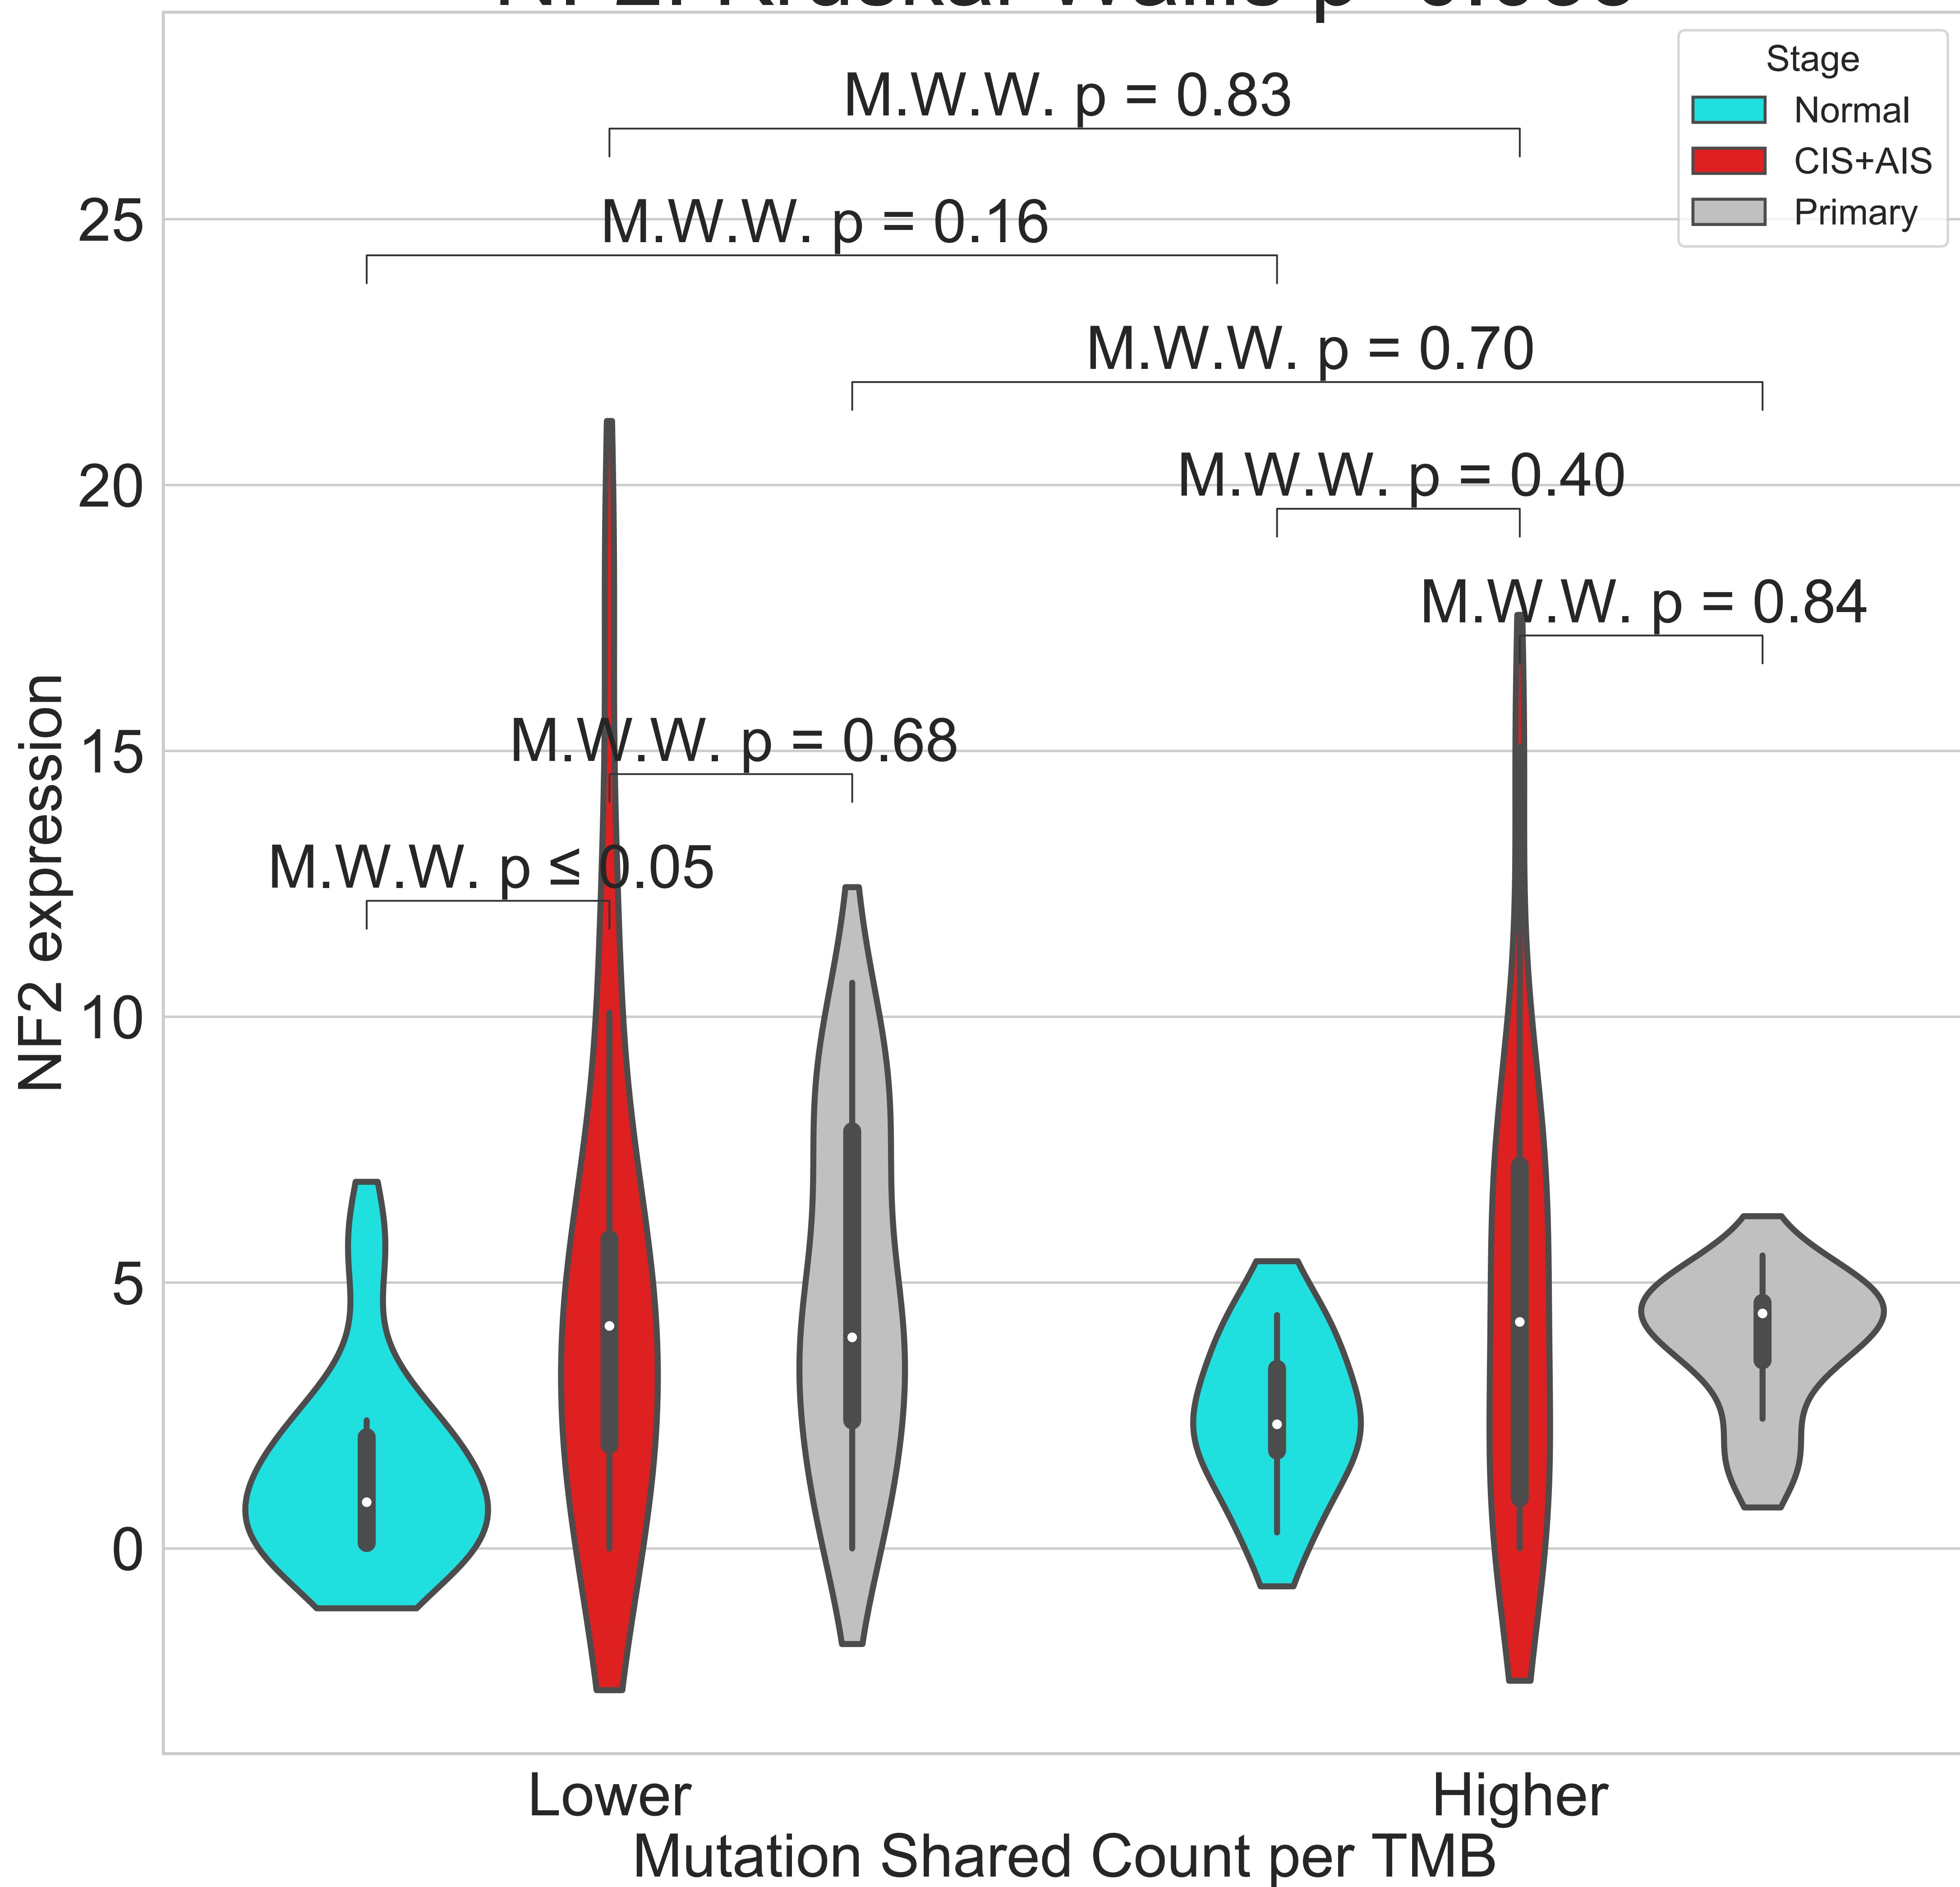 Stage
Normal
CIS+AIS
Primary
M.W.W. p = 0.83
M.W.W. p = 0.16
M.W.W. p = 0.70
M.W.W. p = 0.40
M.W.W. p = 0.84
M.W.W. p = 0.68
M.W.W. p ≤ 0.05
NF2 expression
25
20
15
10
5
0
Lower
Higher
Mutation Shared Count per TMB